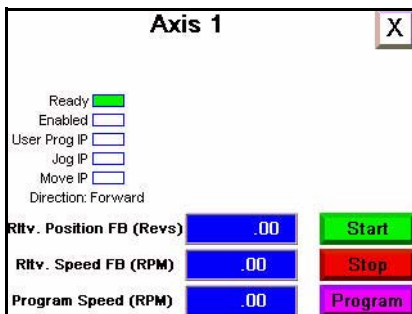 Axis 1
X
Ready
Enabled
User Prog IP
Jog IP
Move IP
Direction: Forward
Rltv. Position FB (Revs) .00 Start
Rltv. Speed FB (RPM) .00 Stop
Program Speed (RPM) .00 Program